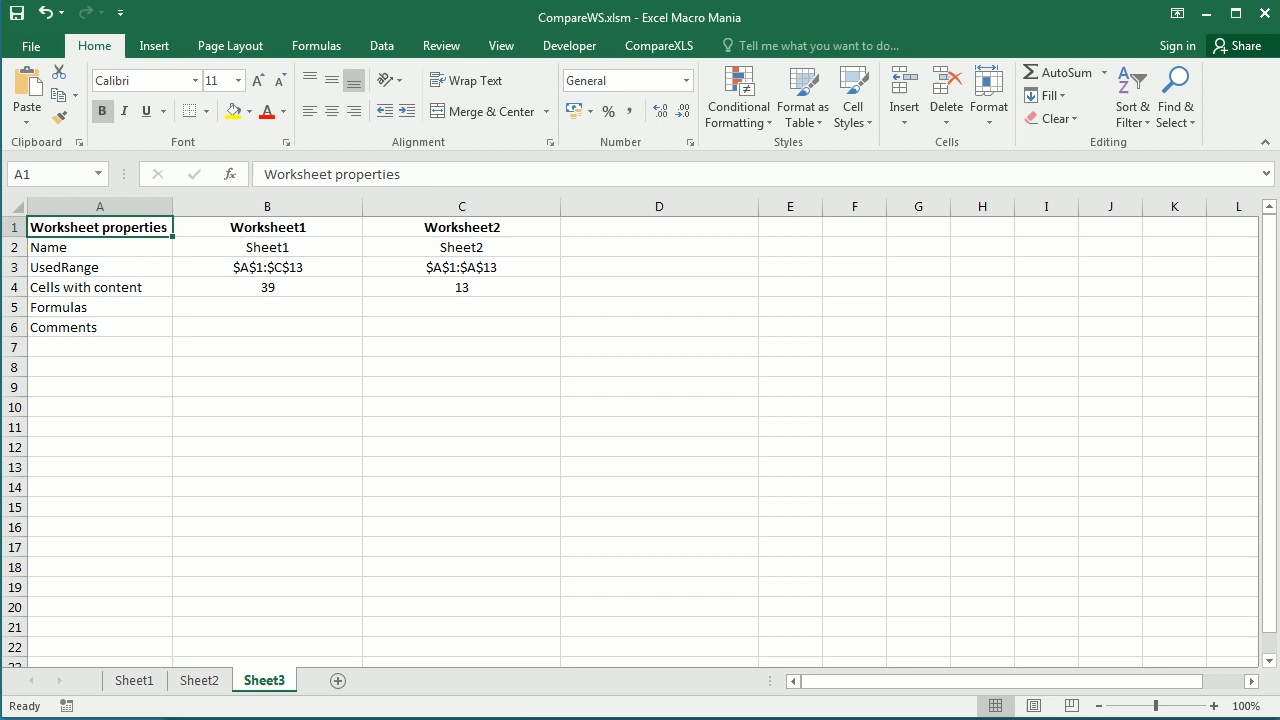 CompareWS.xlsm - Excel Macro Mania
File Home Insert Page Layout Formulas Data Review View Developer CompareXLS Tell me what you want to do... Sign in Share
Paste
Calibri 11
B I U
A
Wrap Text
Merge & Center
General
% ,
Conditional Formatting
Format as Table
Cell Styles
Insert Delete Format
AutoSum
Fill
Clear
Sort & Filter
Find & Select
Clipboard Font Alignment Number Styles Cells Editing
A1 fx Worksheet properties
A B C D E F G H I J K L
1 Worksheet properties Worksheet1 Worksheet2
2 Name Sheet1 Sheet2
3 UsedRange $A$1:$C$13 $A$1:$A$13
4 Cells with content 39 13
5 Formulas
6 Comments
7
8
9
10
11
12
13
14
15
16
17
18
19
20
21
22
Sheet1 Sheet2 Sheet3
Ready 100%